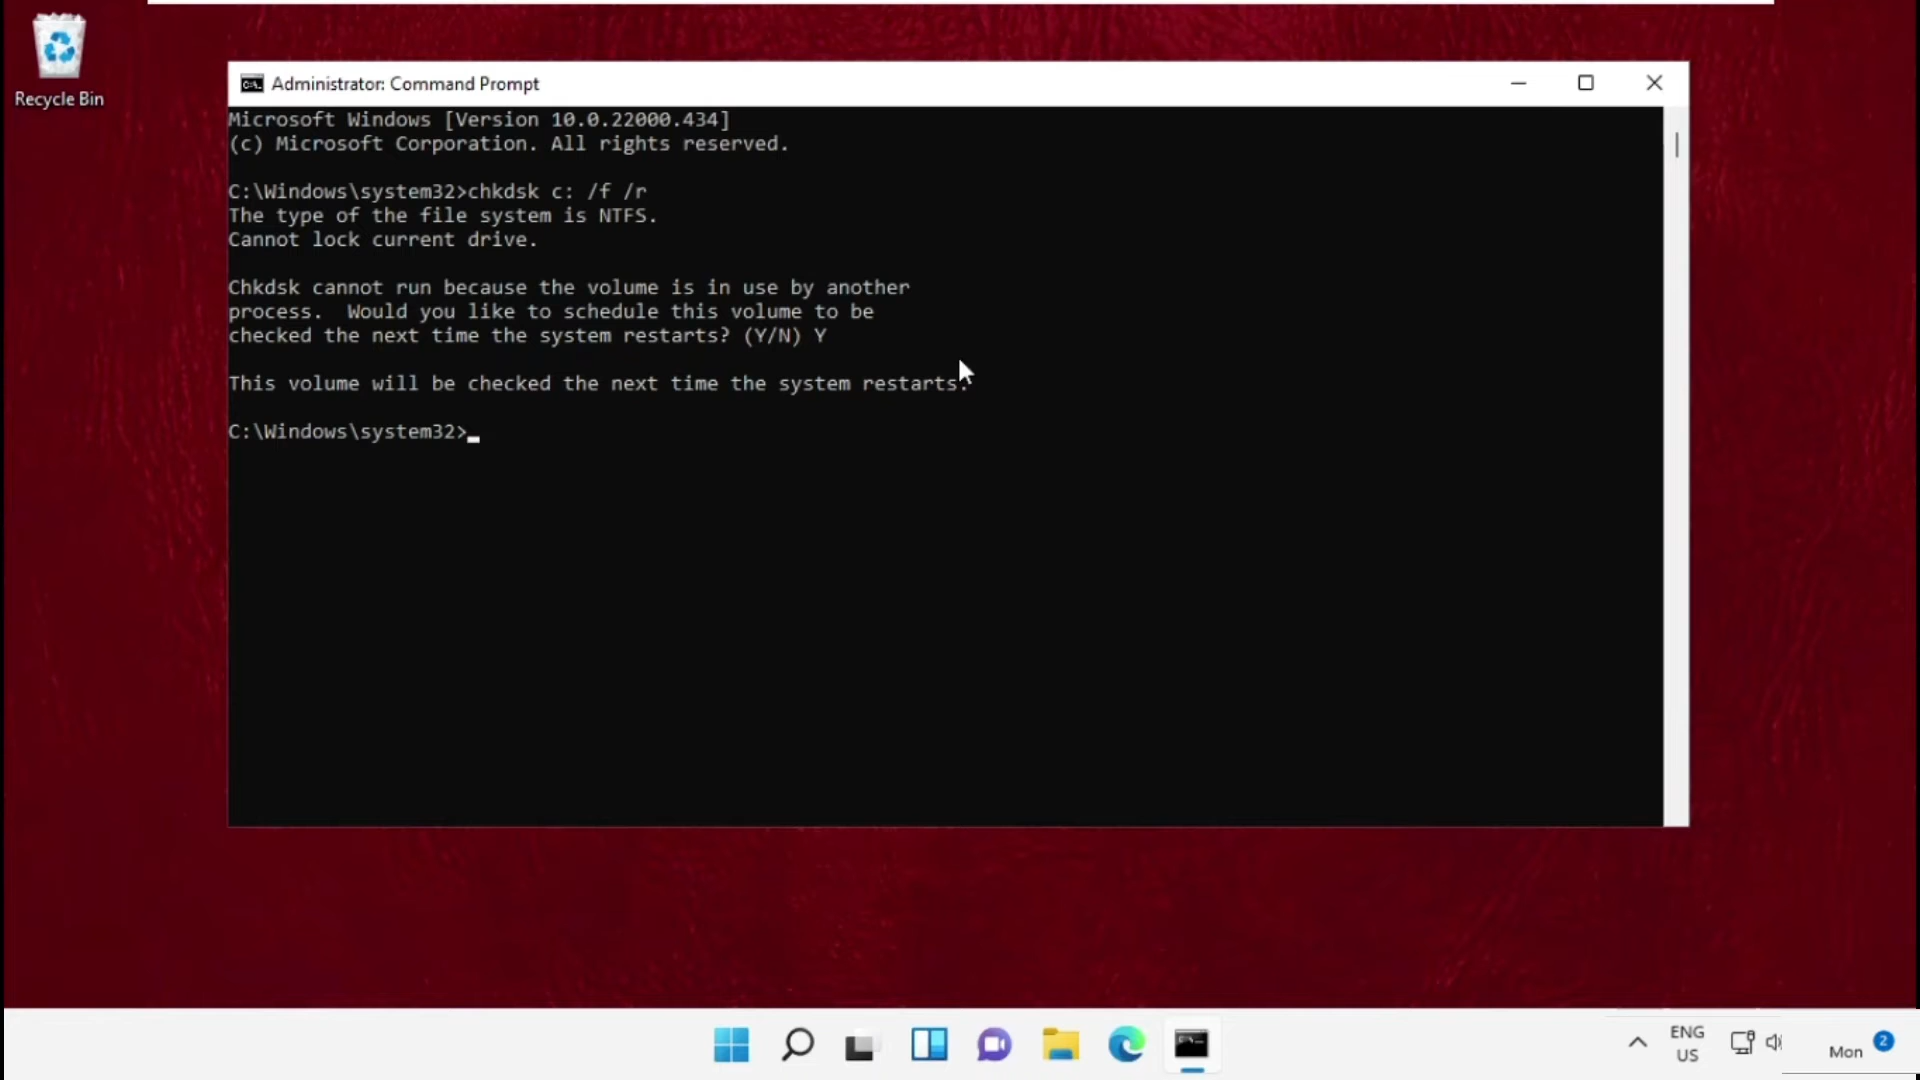 Recycle Bin
Administrator: Command Prompt
Microsoft Windows [Version 10.0.22000.434]
(c) Microsoft Corporation. All rights reserved.
C:\Windows\system32>chkdsk c: /f /r
The type of the file system is NTFS.
Cannot lock current drive.
Chkdsk cannot run because the volume is in use by another
process.  Would you like to schedule this volume to be
checked the next time the system restarts? (Y/N) Y
This volume will be checked the next time the system restarts.
C:\Windows\system32>
ENG
US
Mon
2